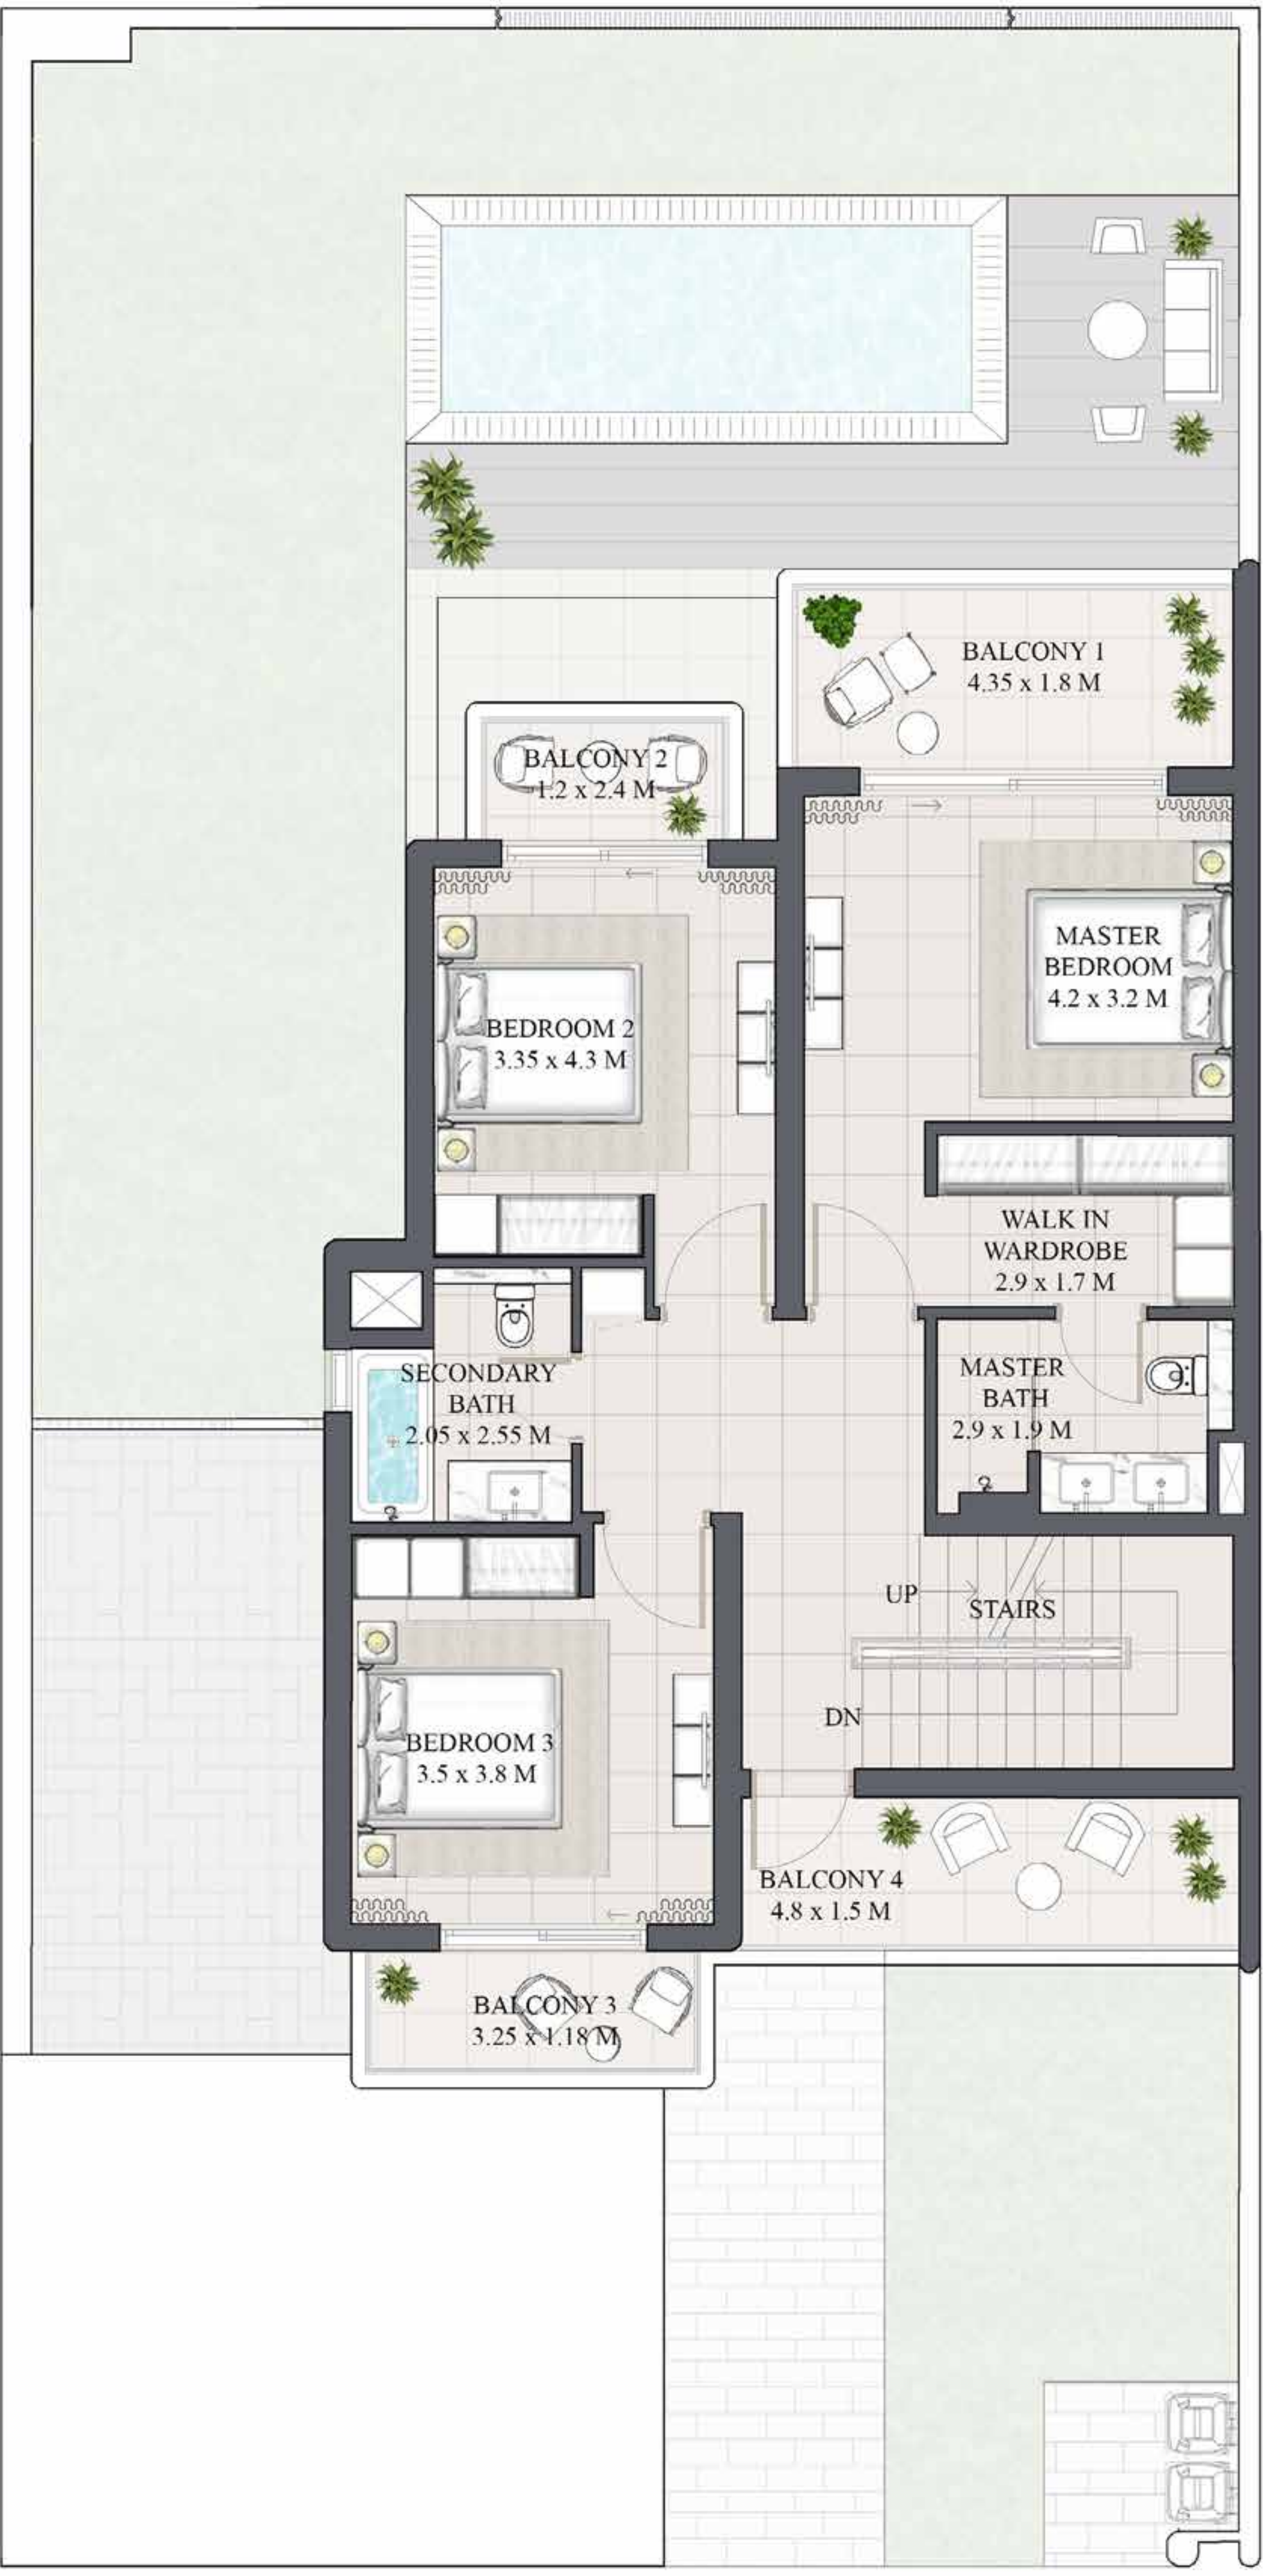 BALCONY 1
4.35 x 1.8 M
BALCONY 2
1.2 x 2.4 M
MASTER
BEDROOM
4.2 x 3.2 M
BEDROOM 2
3.35 x 4.3 M
WALK IN
WARDROBE
2.9 x 1.7 M
SECONDARY
BATH
2.05 x 2.55 M
MASTER
BATH
2.9 x 1.9 M
UP
STAIRS
DN
BEDROOM 3
3.5 x 3.8 M
BALCONY 4
4.8 x 1.5 M
BALCONY 3
3.25 x 1.18 M